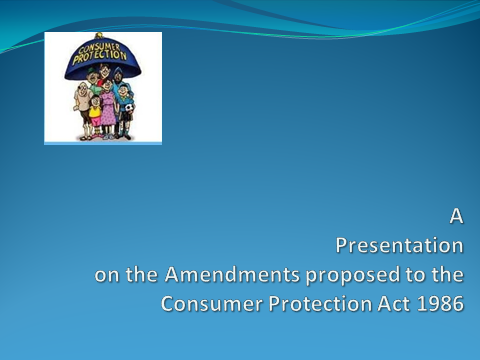 CONSUMER
PROTECTION
A
Presentation
on the Amendments proposed to the
Consumer Protection Act 1986